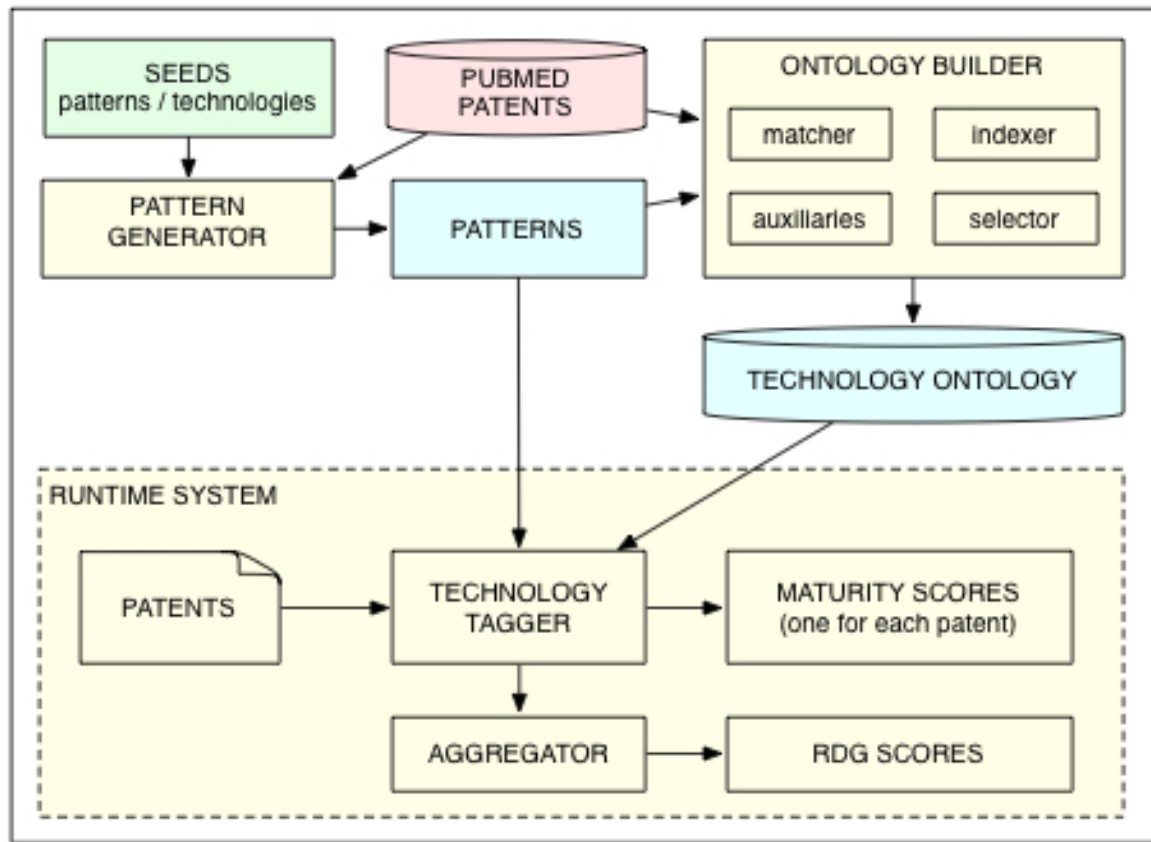 SEEDS
patterns / technologies
PUBMED
PATENTS
ONTOLOGY BUILDER
matcher
indexer
auxiliaries
selector
PATTERN
GENERATOR
PATTERNS
TECHNOLOGY ONTOLOGY
RUNTIME SYSTEM
PATENTS
TECHNOLOGY
TAGGER
MATURITY SCORES
(one for each patent)
AGGREGATOR
RDG SCORES